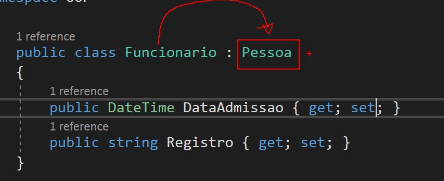 1 reference
public class Funcionario : Pessoa
{
1 reference
public DateTime DataAdmissao { get; set; }
1 reference
public string Registro { get; set; }
}